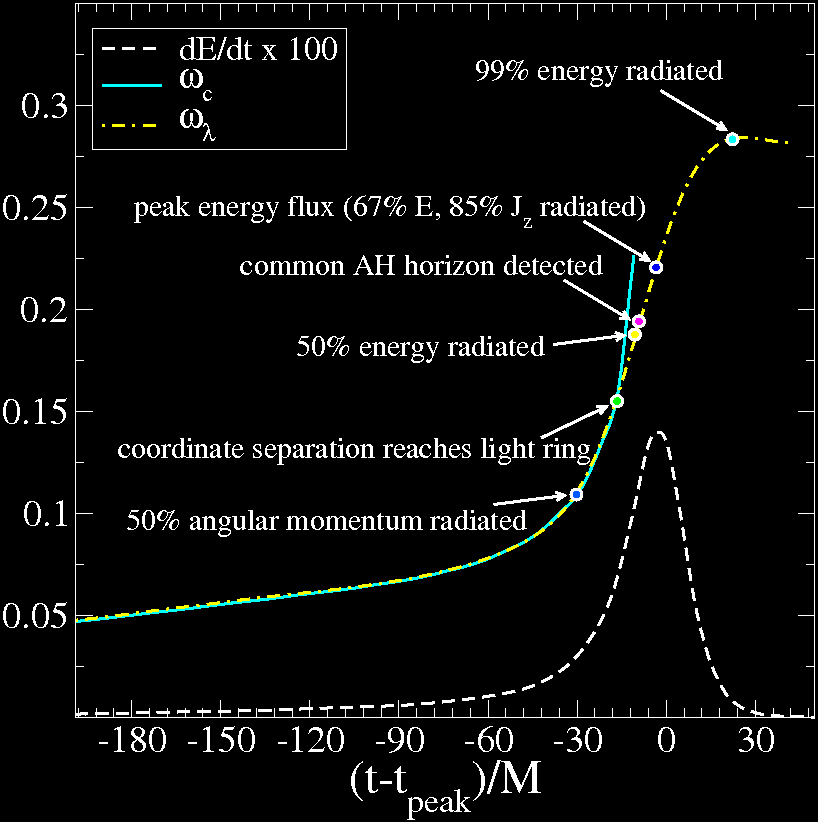 dE/dt x 100
ωc
ωλ
99% energy radiated
peak energy flux (67% E, 85% Jz radiated)
common AH horizon detected
50% energy radiated
coordinate separation reaches light ring
50% angular momentum radiated
0.3
0.25
0.2
0.15
0.1
0.05
-180 -150 -120 -90 -60 -30 0 30
(t-tpeak)/M